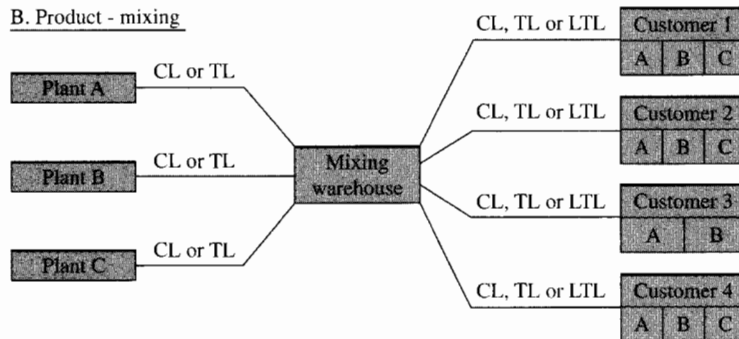 B. Product - mixing
CL, TL or LTL
Customer 1
A B C
CL or TL
Plant A
CL, TL or LTL
Customer 2
A B C
CL or TL
Plant B
Mixing
warehouse
CL, TL or LTL
Customer 3
A B
CL or TL
Plant C
CL, TL or LTL
Customer 4
A B C